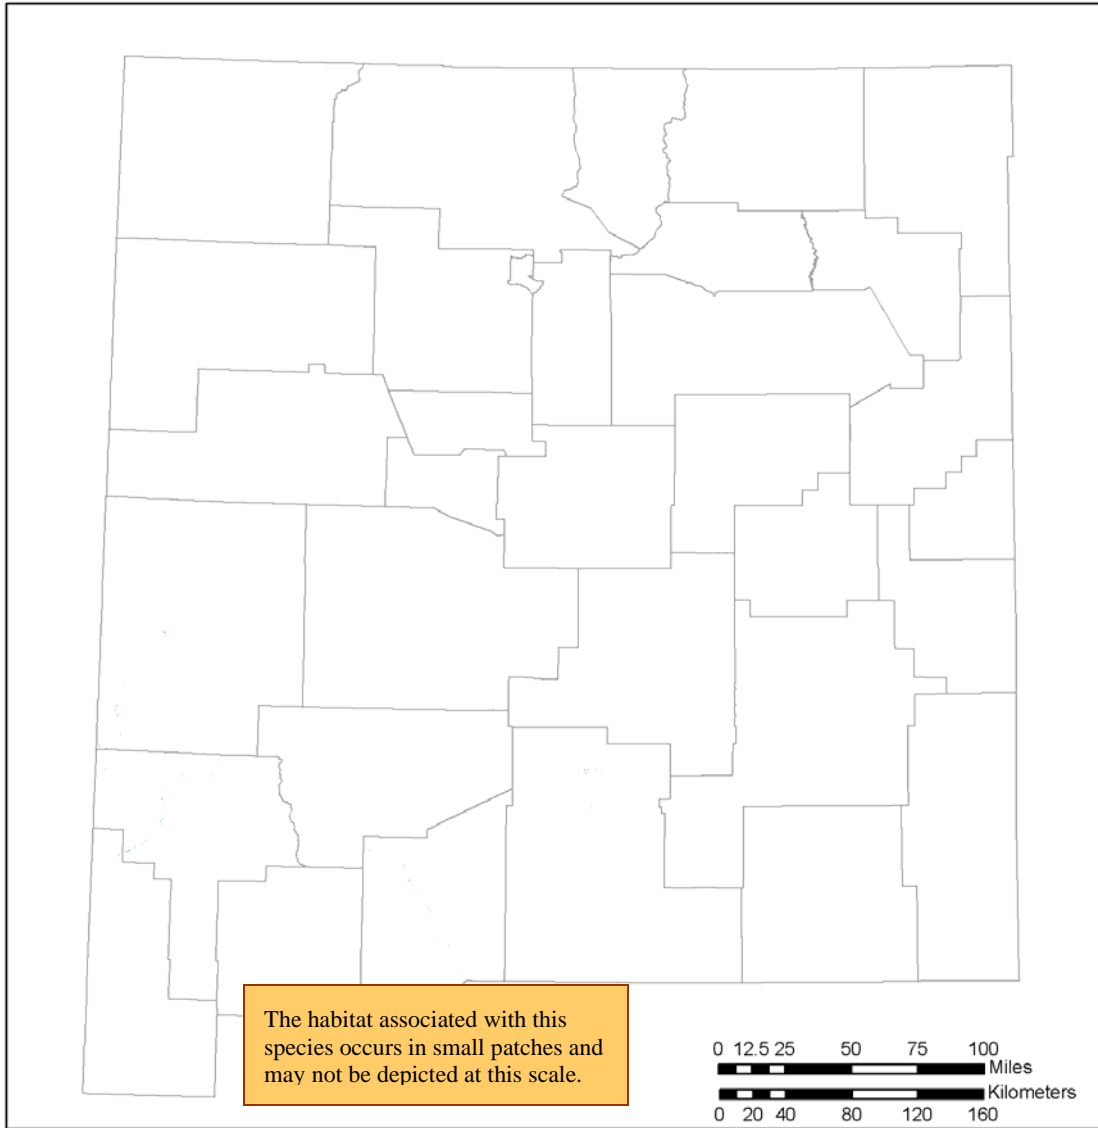 The habitat associated with this
species occurs in small patches and
may not be depicted at this scale.
0 12.5 25 50 75 100
Miles
Kilometers
0 20 40 80 120 160